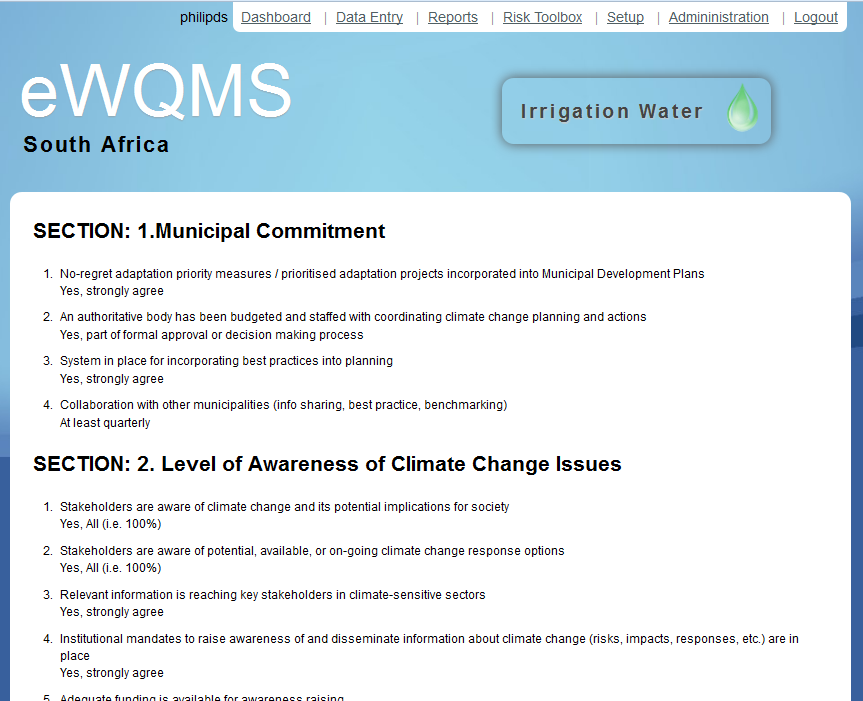 philipds Dashboard | Data Entry | Reports | Risk Toolbox | Setup | Admininistration | Logout
eWQMS
South Africa
Irrigation Water
SECTION: 1.Municipal Commitment
1. No-regret adaptation priority measures / prioritised adaptation projects incorporated into Municipal Development Plans
Yes, strongly agree
2. An authoritative body has been budgeted and staffed with coordinating climate change planning and actions
Yes, part of formal approval or decision making process
3. System in place for incorporating best practices into planning
Yes, strongly agree
4. Collaboration with other municipalities (info sharing, best practice, benchmarking)
At least quarterly
SECTION: 2. Level of Awareness of Climate Change Issues
1. Stakeholders are aware of climate change and its potential implications for society
Yes, All (i.e. 100%)
2. Stakeholders are aware of potential, available, or on-going climate change response options
Yes, All (i.e. 100%)
3. Relevant information is reaching key stakeholders in climate-sensitive sectors
Yes, strongly agree
4. Institutional mandates to raise awareness of and disseminate information about climate change (risks, impacts, responses, etc.) are in
place
Yes, strongly agree
5. Adequate funding is available for awareness raising